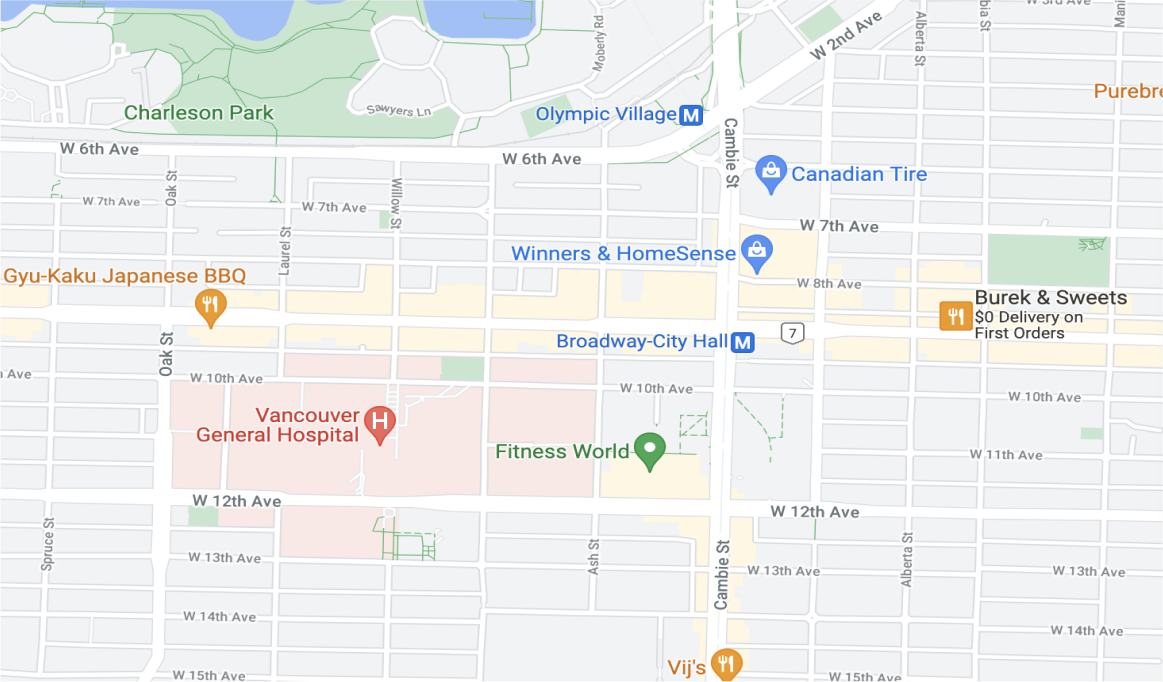 W 3rd Ave
Moberly Rd
W 2nd Ave
Alberta St
Mani
Purebre
Charleson Park
Sawyers Ln
Olympic Village M
W 6th Ave
W 6th Ave
Cambie St
Canadian Tire
Oak St
Willow St
W 7th Ave
W 7th Ave
W 7th Ave
Laurel St
Winners & HomeSense
Gyu-Kaku Japanese BBQ
W 8th Ave
Burek & Sweets
$0 Delivery on
First Orders
7
Broadway-City Hall M
Oak St
Ave
W 10th Ave
W 10th Ave
W 10th Ave
Vancouver
General Hospital
H
Fitness World
W 11th Ave
W 12th Ave
W 12th Ave
Spruce St
Ash St
Cambie St
Alberta St
W 13th Ave
W 13th Ave
W 13th Ave
W 14th Ave
W 14th Ave
Vij's
W 15th Ave
W 15th Ave